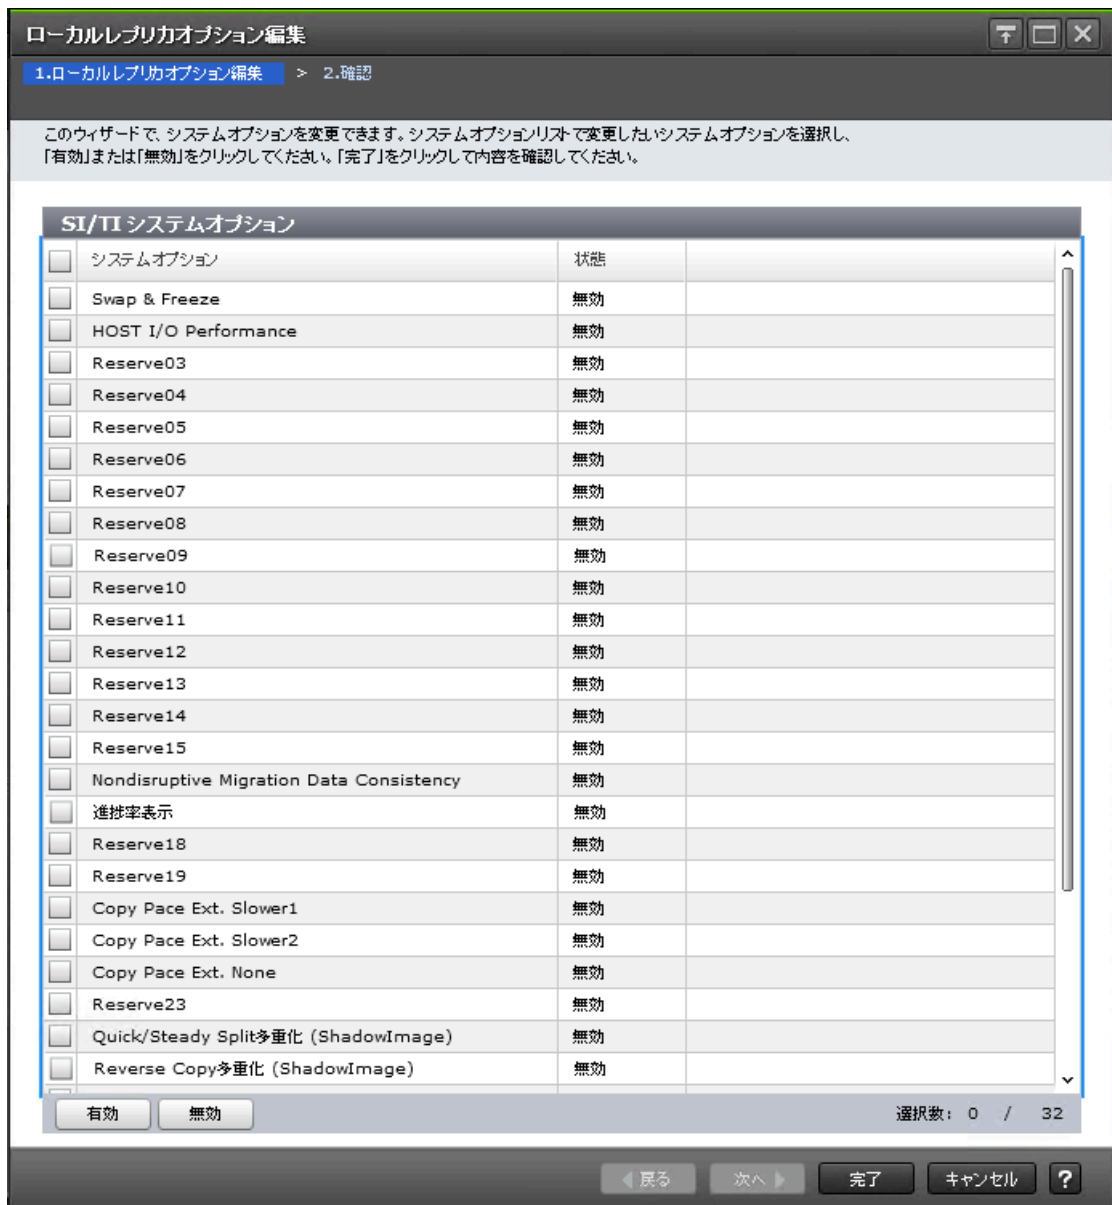 ローカルレプリカオプション編集
1.ローカルレプリカオプション編集 > 2.確認
このウィザードで、システムオプションを変更できます。システムオプションリストで変更したいシステムオプションを選択し、
「有効」または「無効」をクリックしてください。「完了」をクリックして内容を確認してください。
SI/TI システムオプション
システムオプション 状態
Swap & Freeze 無効
HOST I/O Performance 無効
Reserve03 無効
Reserve04 無効
Reserve05 無効
Reserve06 無効
Reserve07 無効
Reserve08 無効
Reserve09 無効
Reserve10 無効
Reserve11 無効
Reserve12 無効
Reserve13 無効
Reserve14 無効
Reserve15 無効
Nondisruptive Migration Data Consistency 無効
進捗率表示 無効
Reserve18 無効
Reserve19 無効
Copy Pace Ext. Slower1 無効
Copy Pace Ext. Slower2 無効
Copy Pace Ext. None 無効
Reserve23 無効
Quick/Steady Split多重化 (ShadowImage) 無効
Reverse Copy多重化 (ShadowImage) 無効
有効 無効 選択数: 0 / 32
戻る 次へ 完了 キャンセル ?